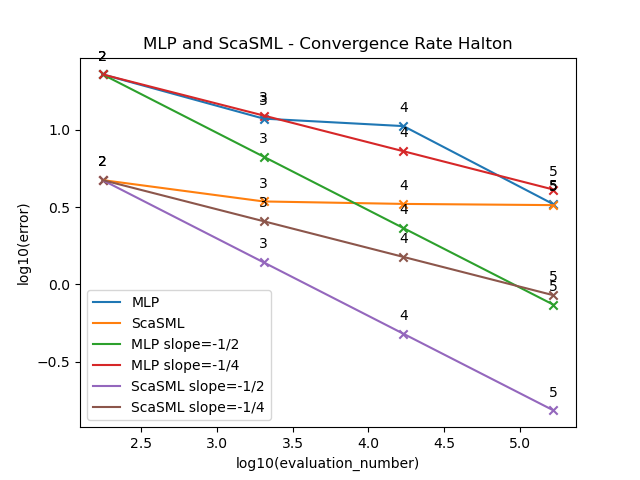 MLP and ScaSML - Convergence Rate Halton
log10(error)
1.0
0.5
0.0
−0.5
2
2
3
3
3
3
3
3
4
4
4
4
4
4
5
5
5
5
5
5
MLP
ScaSML
MLP slope=-1/2
MLP slope=-1/4
ScaSML slope=-1/2
ScaSML slope=-1/4
2.5 3.0 3.5 4.0 4.5 5.0
log10(evaluation_number)